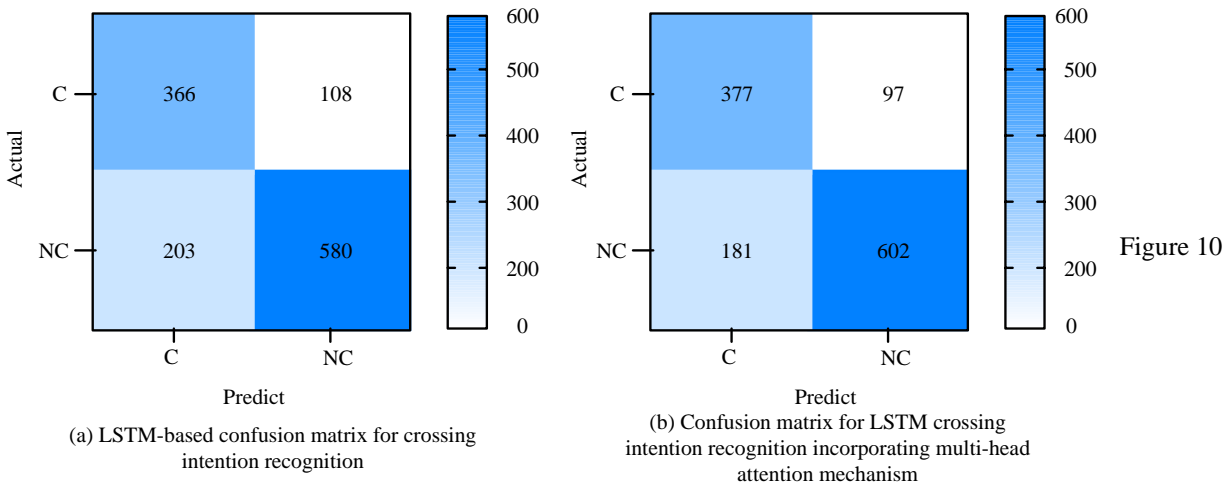 600
500
400
300
200
0
C
366
108
Actual
NC
203
580
C
NC
Predict
(a) LSTM-based confusion matrix for crossing
intention recognition
600
500
400
300
200
0
C
377
97
Actual
NC
181
602
C
NC
Predict
(b) Confusion matrix for LSTM crossing
intention recognition incorporating multi-head
attention mechanism
Figure 10